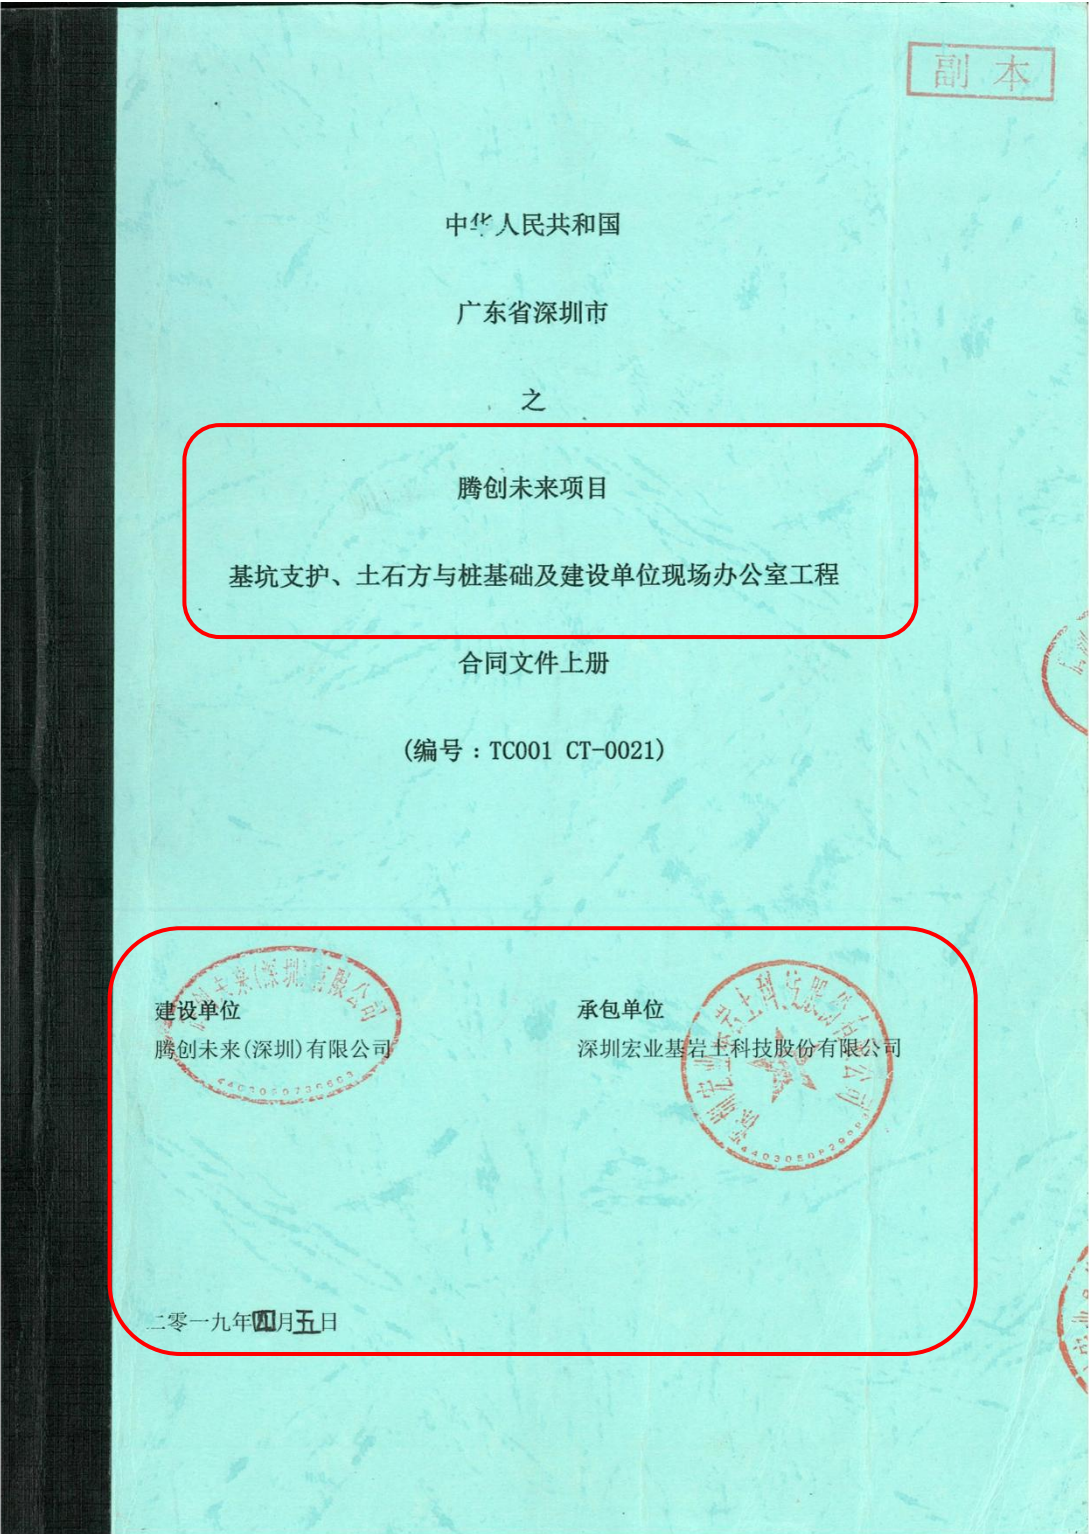 副本
中华人民共和国
广东省深圳市
之
腾创未来项目
基坑支护、土石方与桩基础及建设单位现场办公室工程
合同文件上册
(编号：TC001 CT-0021)
建设单位
腾创未来(深圳)有限公司
承包单位
深圳宏业基岩土科技股份有限公司
二零一九年四月五日